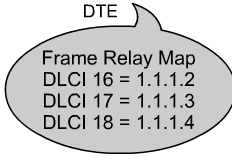 DTE
Frame Relay Map
DLCI 16 = 1.1.1.2
DLCI 17 = 1.1.1.3
DLCI 18 = 1.1.1.4